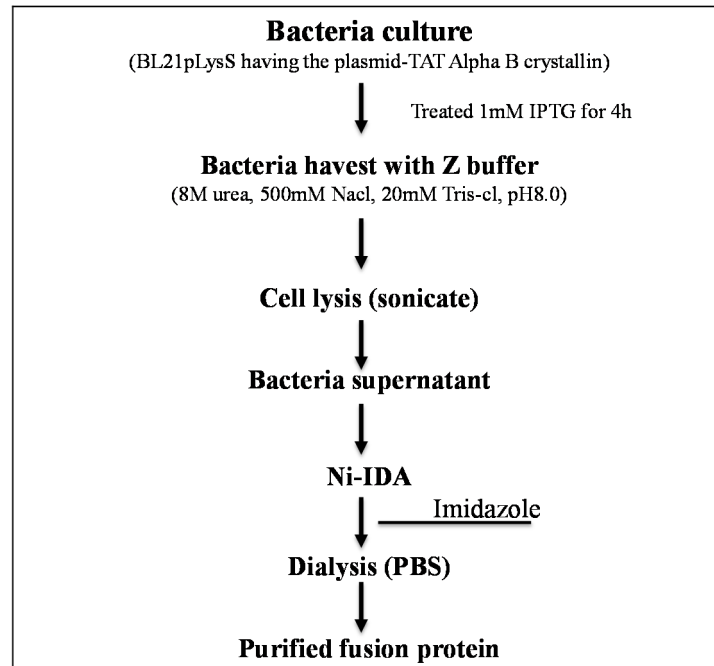 Bacteria culture
(BL21pLysS having the plasmid-TAT Alpha B crystallin)
Treated 1mM IPTG for 4h
Bacteria havest with Z buffer
(8M urea, 500mM Nacl, 20mM Tris-cl, pH8.0)
Cell lysis (sonicate)
Bacteria supernatant
Ni-IDA
Imidazole
Dialysis (PBS)
Purified fusion protein